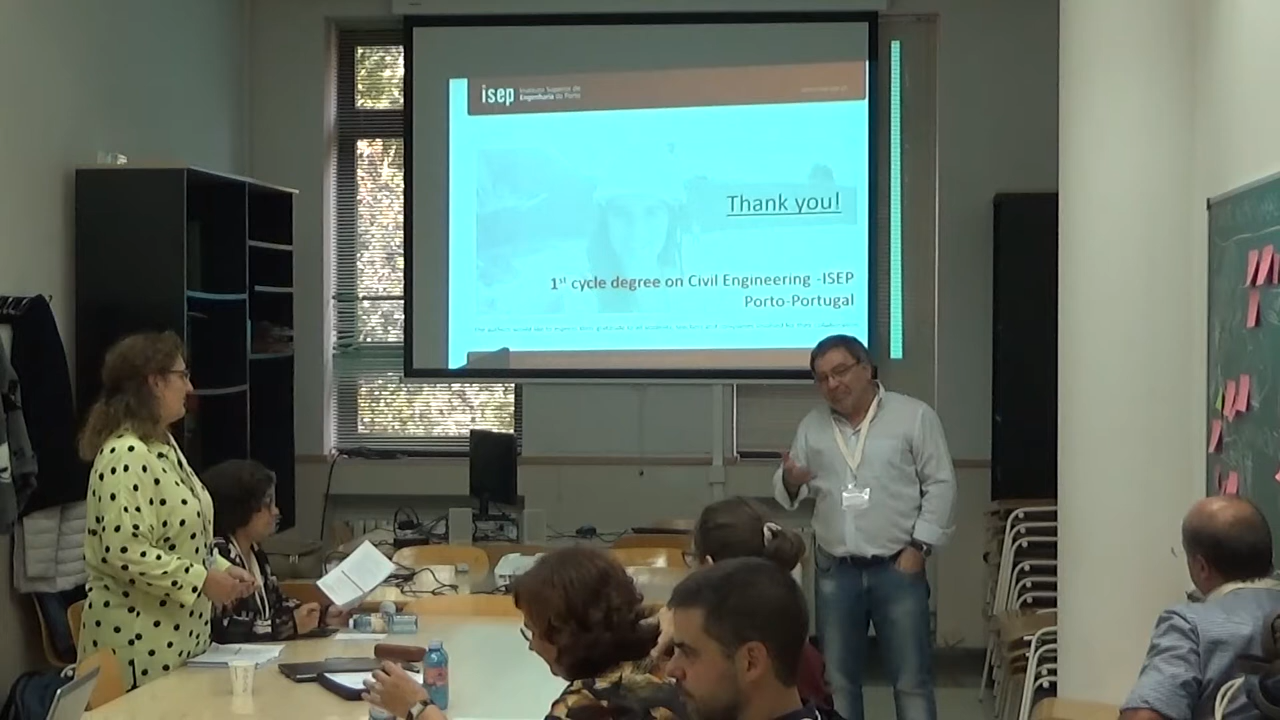 isep Instituto Superior de
Engenharia do Porto
Thank you!
1st cycle degree on Civil Engineering -ISEP
Porto-Portugal